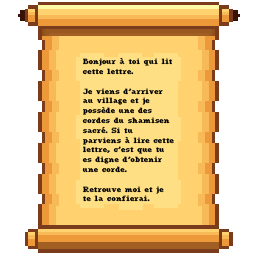 Bonjour à toi qui lit
cette lettre.
Je viens d'arriver
au village et je
possède une des
cordes du shamisen
sacré. Si tu
parviens à lire cette
lettre, c'est que tu
es digne d'obtenir
une corde.
Retrouve moi et je
te la confierai.